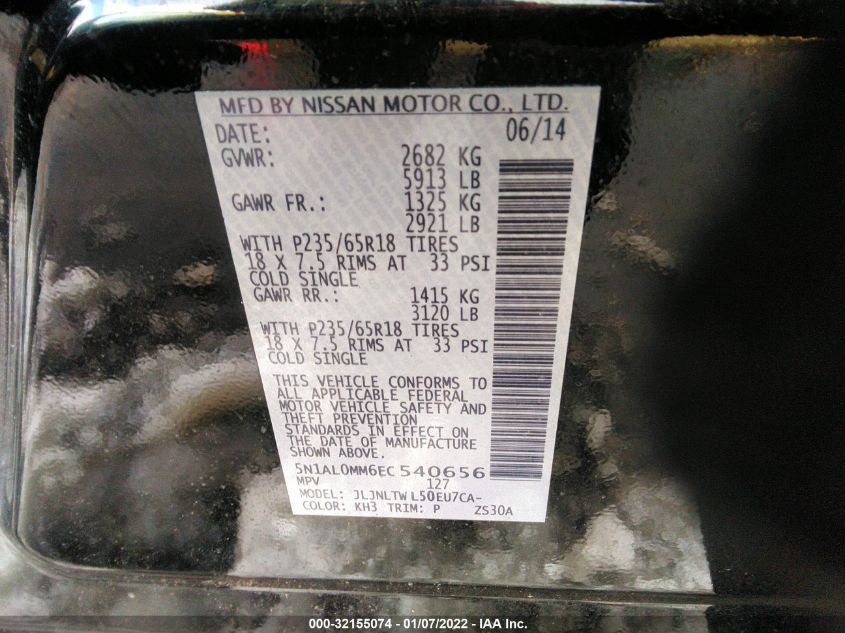 MFD BY NISSAN MOTOR CO., LTD.
DATE: 06/14
GVWR: 2682 KG
5913 LB
GAWR FR.: 1325 KG
2921 LB
WITH P235/65R18 TIRES
18 X 7.5 RIMS AT 33 PSI
COLD SINGLE
GAWR RR.: 1415 KG
3120 LB
WITH P235/65R18 TIRES
18 X 7.5 RIMS AT 33 PSI
COLD SINGLE
THIS VEHICLE CONFORMS TO
ALL APPLICABLE FEDERAL
MOTOR VEHICLE SAFETY AND
THEFT PREVENTION
STANDARDS IN EFFECT ON
THE DATE OF MANUFACTURE
SHOWN ABOVE.
5N1AL0MM6EC 540656
MPV 127
MODEL: JLJNLTW L50EU7CA-
COLOR: KH3 TRIM: P ZS30A
000-32155074 - 01/07/2022 - IAA Inc.